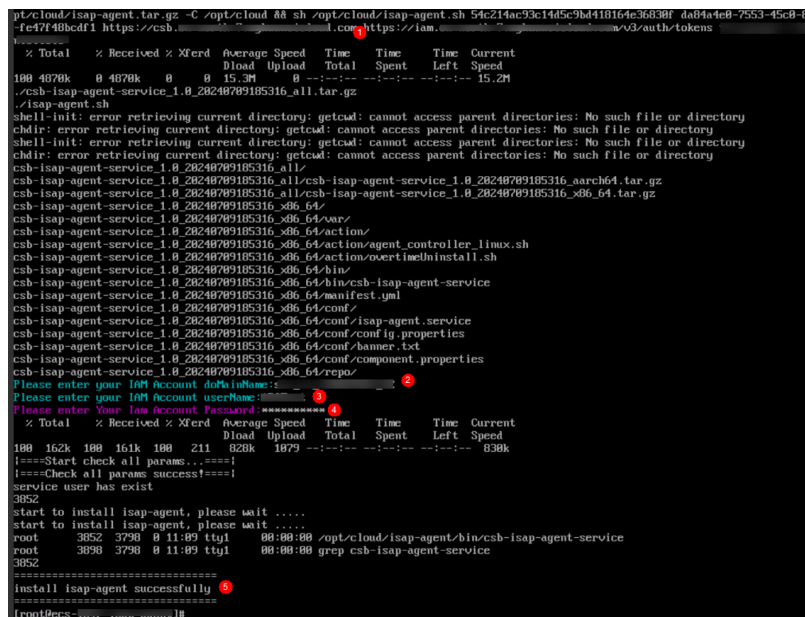 pt/cloud/isap-agent.tar.gz -C /opt/cloud && sh /opt/cloud/isap-agent.sh 54c214ac93c14d5c9bd418164e36830f da84a4e0-7553-45c0-
-fe47f48bcdf1 https://csb. .com https://iam. /v3/auth/tokens
1
% Total % Received % Xferd Average Speed Time Time Time Current
Dload Upload Total Spent Left Speed
100 4870k 0 4870k 0 0 15.3M 0 --:--:-- --:--:-- --:--:-- 15.2M
./csb-isap-agent-service_1.0_20240709185316_all.tar.gz
./isap-agent.sh
shell-init: error retrieving current directory: getcwd: cannot access parent directories: No such file or directory
chdir: error retrieving current directory: getcwd: cannot access parent directories: No such file or directory
shell-init: error retrieving current directory: getcwd: cannot access parent directories: No such file or directory
chdir: error retrieving current directory: getcwd: cannot access parent directories: No such file or directory
csb-isap-agent-service_1.0_20240709185316_all/
csb-isap-agent-service_1.0_20240709185316_all/csb-isap-agent-service_1.0_20240709185316_aarch64.tar.gz
csb-isap-agent-service_1.0_20240709185316_all/csb-isap-agent-service_1.0_20240709185316_x86_64.tar.gz
csb-isap-agent-service_1.0_20240709185316_x86_64/
csb-isap-agent-service_1.0_20240709185316_x86_64/var/
csb-isap-agent-service_1.0_20240709185316_x86_64/action/
csb-isap-agent-service_1.0_20240709185316_x86_64/action/agent_controller_linux.sh
csb-isap-agent-service_1.0_20240709185316_x86_64/action/overtimeUninstall.sh
csb-isap-agent-service_1.0_20240709185316_x86_64/bin/
csb-isap-agent-service_1.0_20240709185316_x86_64/bin/csb-isap-agent-service
csb-isap-agent-service_1.0_20240709185316_x86_64/manifest.yml
csb-isap-agent-service_1.0_20240709185316_x86_64/conf/
csb-isap-agent-service_1.0_20240709185316_x86_64/conf/isap-agent.service
csb-isap-agent-service_1.0_20240709185316_x86_64/conf/config.properties
csb-isap-agent-service_1.0_20240709185316_x86_64/conf/banner.txt
csb-isap-agent-service_1.0_20240709185316_x86_64/conf/component.properties
csb-isap-agent-service_1.0_20240709185316_x86_64/repo/
Please enter your IAM Account doMainName: 2
Please enter your IAM Account userName: 3
Please enter Your Iam Account Password:********** 4
% Total % Received % Xferd Average Speed Time Time Time Current
Dload Upload Total Spent Left Speed
100 162k 100 161k 100 211 828k 1079 --:--:-- --:--:-- --:--:-- 830k
|====Start check all params...====|
|====Check all params success!====|
service user has exist
3852
start to install isap-agent, please wait .....
start to install isap-agent, please wait .....
root 3852 3798 0 11:09 tty1 00:00:00 /opt/cloud/isap-agent/bin/csb-isap-agent-service
root 3898 3798 0 11:09 tty1 00:00:00 grep csb-isap-agent-service
3852
================================
install isap-agent successfully 5
================================
[root@ecs- ]#